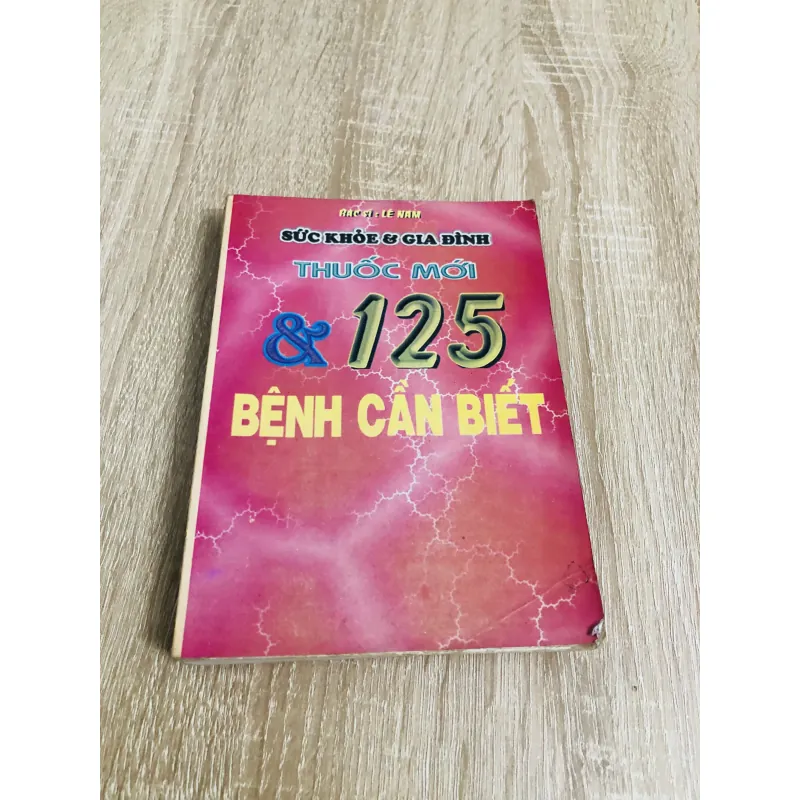 Bác sĩ : LÊ NAM
SỨC KHỎE & GIA ĐÌNH
THUỐC MỚI
& 125
BỆNH CẦN BIẾT